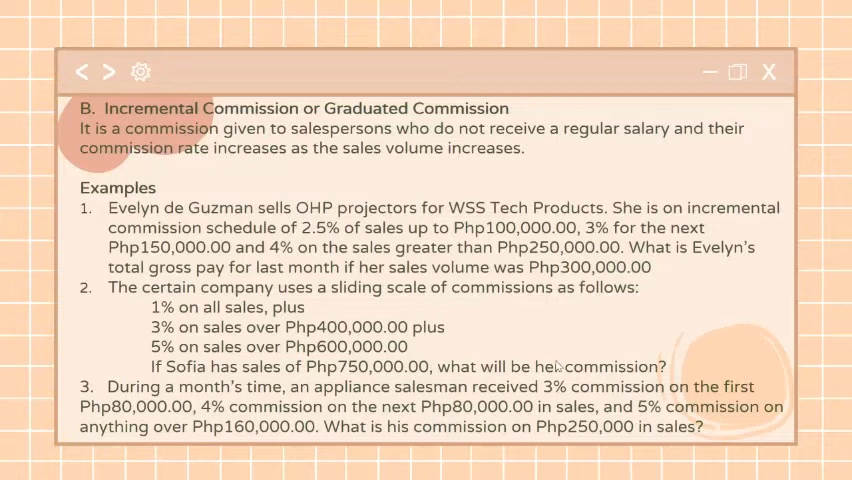 B. Incremental Commission or Graduated Commission
It is a commission given to salespersons who do not receive a regular salary and their
commission rate increases as the sales volume increases.
Examples
1. Evelyn de Guzman sells OHP projectors for WSS Tech Products. She is on incremental
commission schedule of 2.5% of sales up to Php100,000.00, 3% for the next
Php150,000.00 and 4% on the sales greater than Php250,000.00. What is Evelyn's
total gross pay for last month if her sales volume was Php300,000.00
2. The certain company uses a sliding scale of commissions as follows:
1% on all sales, plus
3% on sales over Php400,000.00 plus
5% on sales over Php600,000.00
If Sofia has sales of Php750,000.00, what will be her commission?
3. During a month's time, an appliance salesman received 3% commission on the first
Php80,000.00, 4% commission on the next Php80,000.00 in sales, and 5% commission on
anything over Php160,000.00. What is his commission on Php250,000 in sales?